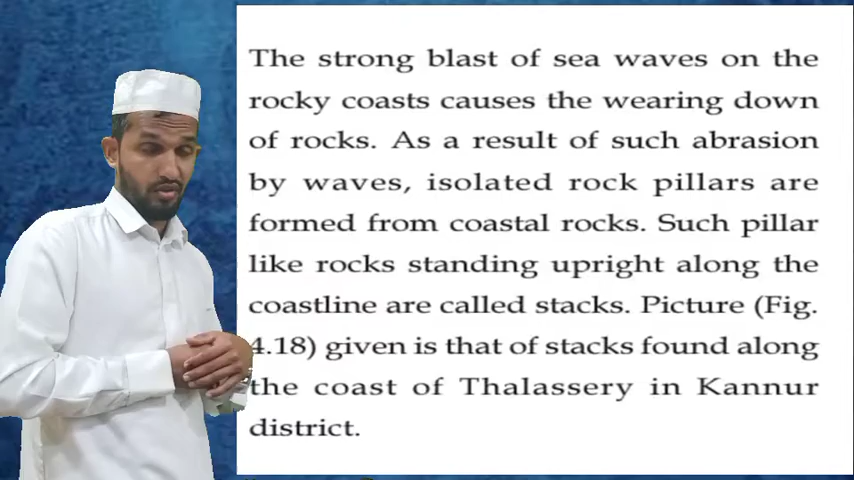 The strong blast of sea waves on the
rocky coasts causes the wearing down
of rocks. As a result of such abrasion
by waves, isolated rock pillars are
formed from coastal rocks. Such pillar
like rocks standing upright along the
coastline are called stacks. Picture (Fig.
4.18) given is that of stacks found along
the coast of Thalassery in Kannur
district.